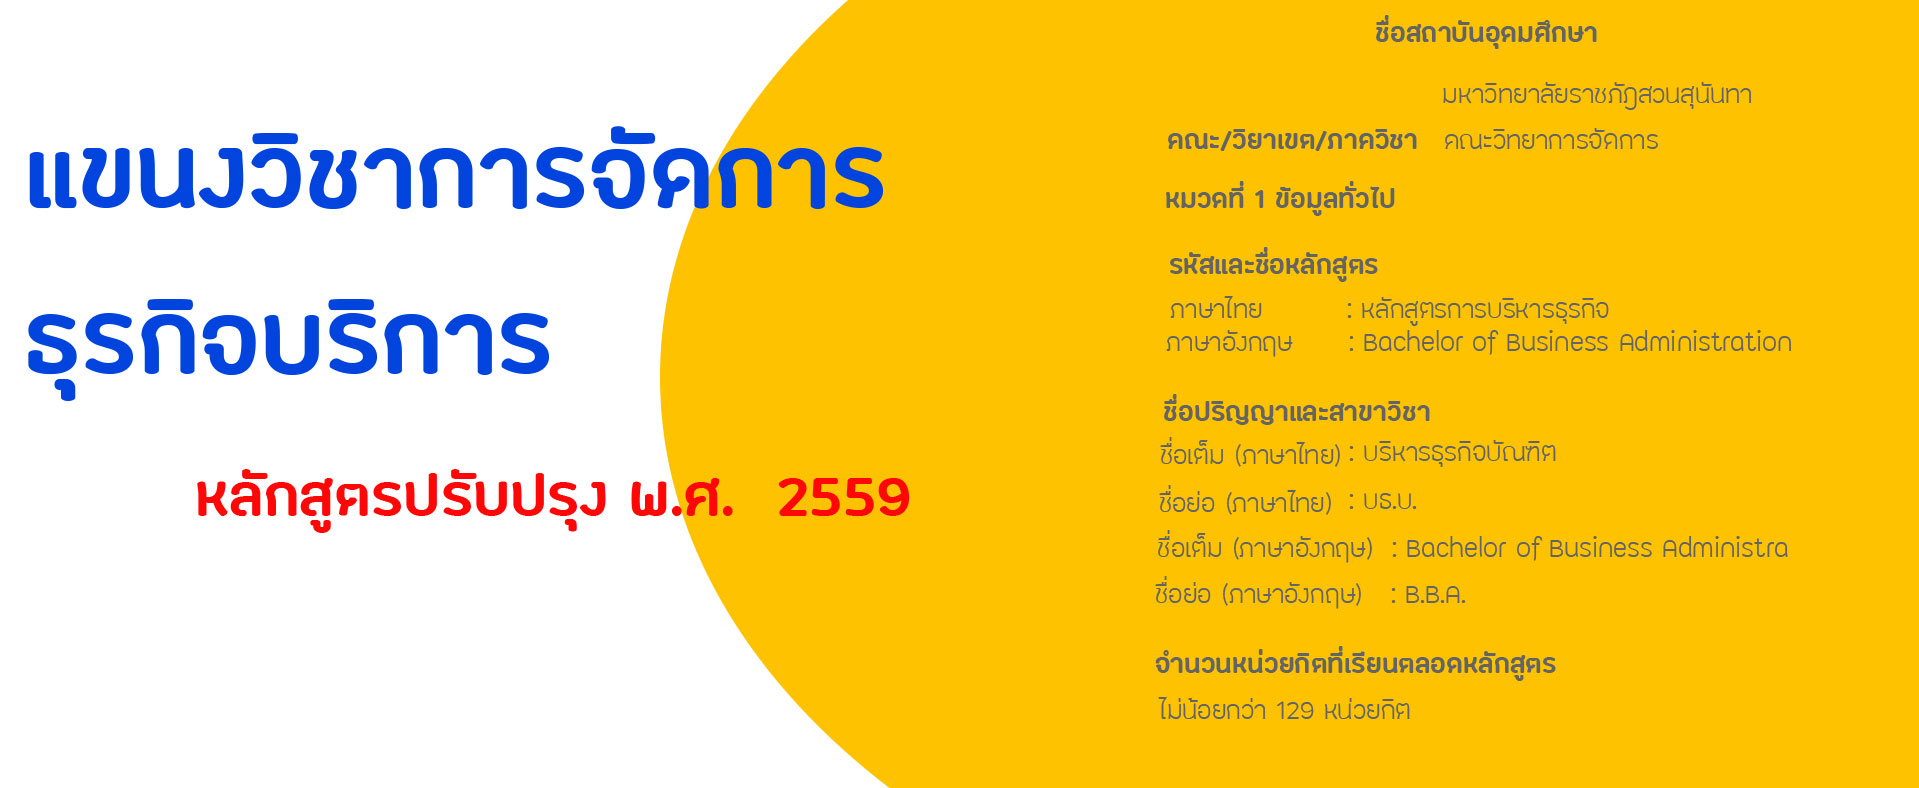 แขนงวิชาการจัดการ
ธุรกิจบริการ
หลักสูตรปรับปรุง พ.ศ. 2559
ชื่อสถาบันอุดมศึกษา
มหาวิทยาลัยราชภัฏสวนสุนันทา
คณะ/วิยาเขต/ภาควิชา คณะวิทยาการจัดการ
หมวดที่ 1 ข้อมูลทั่วไป
รหัสและชื่อหลักสูตร
ภาษาไทย : หลักสูตรการบริหารธุรกิจ
ภาษาอังกฤษ : Bachelor of Business Administration
ชื่อปริญญาและสาขาวิชา
ชื่อเต็ม (ภาษาไทย) : บริหารธุรกิจบัณฑิต
ชื่อย่อ (ภาษาไทย) : บธ.บ.
ชื่อเต็ม (ภาษาอังกฤษ) : Bachelor of Business Administra
ชื่อย่อ (ภาษาอังกฤษ) : B.B.A.
จำนวนหน่วยกิตที่เรียนตลอดหลักสูตร
ไม่น้อยกว่า 129 หน่วยกิต